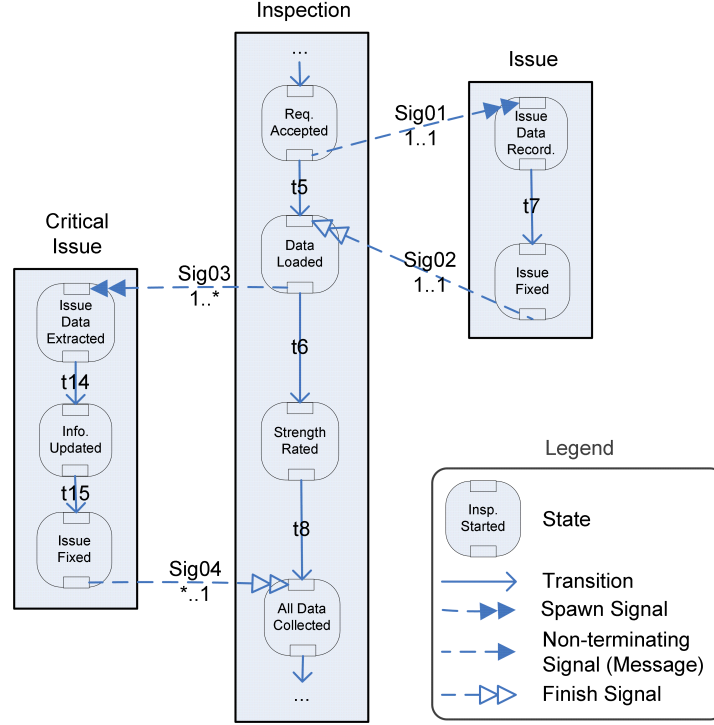 Inspection
...
Req.
Accepted
t5
Data
Loaded
t6
Strength
Rated
t8
All Data
Collected
...
Issue
Issue
Data
Record.
t7
Issue
Fixed
Sig01
1..1
Sig02
1..1
Critical
Issue
Issue
Data
Extracted
t14
Info.
Updated
t15
Issue
Fixed
Sig03
1..*
Sig04
*..1
Legend
Insp.
Started
State
Transition
Spawn Signal
Non-terminating
Signal (Message)
Finish Signal